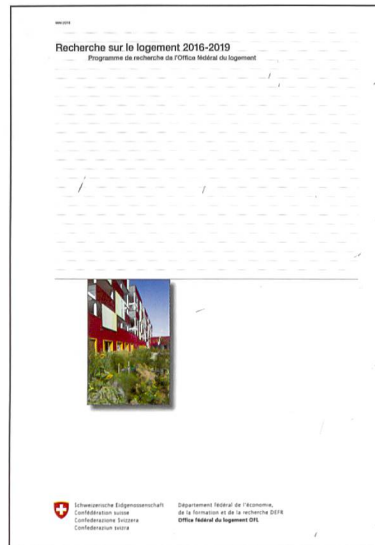 Recherche sur le logement 2016-2019
Programme de recherche de l'Office fédéral du logement
Schweizerische Eidgenossenschaft
Confédération suisse
Confederazione Svizzera
Confederaziun svizra
Département fédéral de l'économie,
de la formation et de la recherche DEFR
Office fédéral du logement OFL